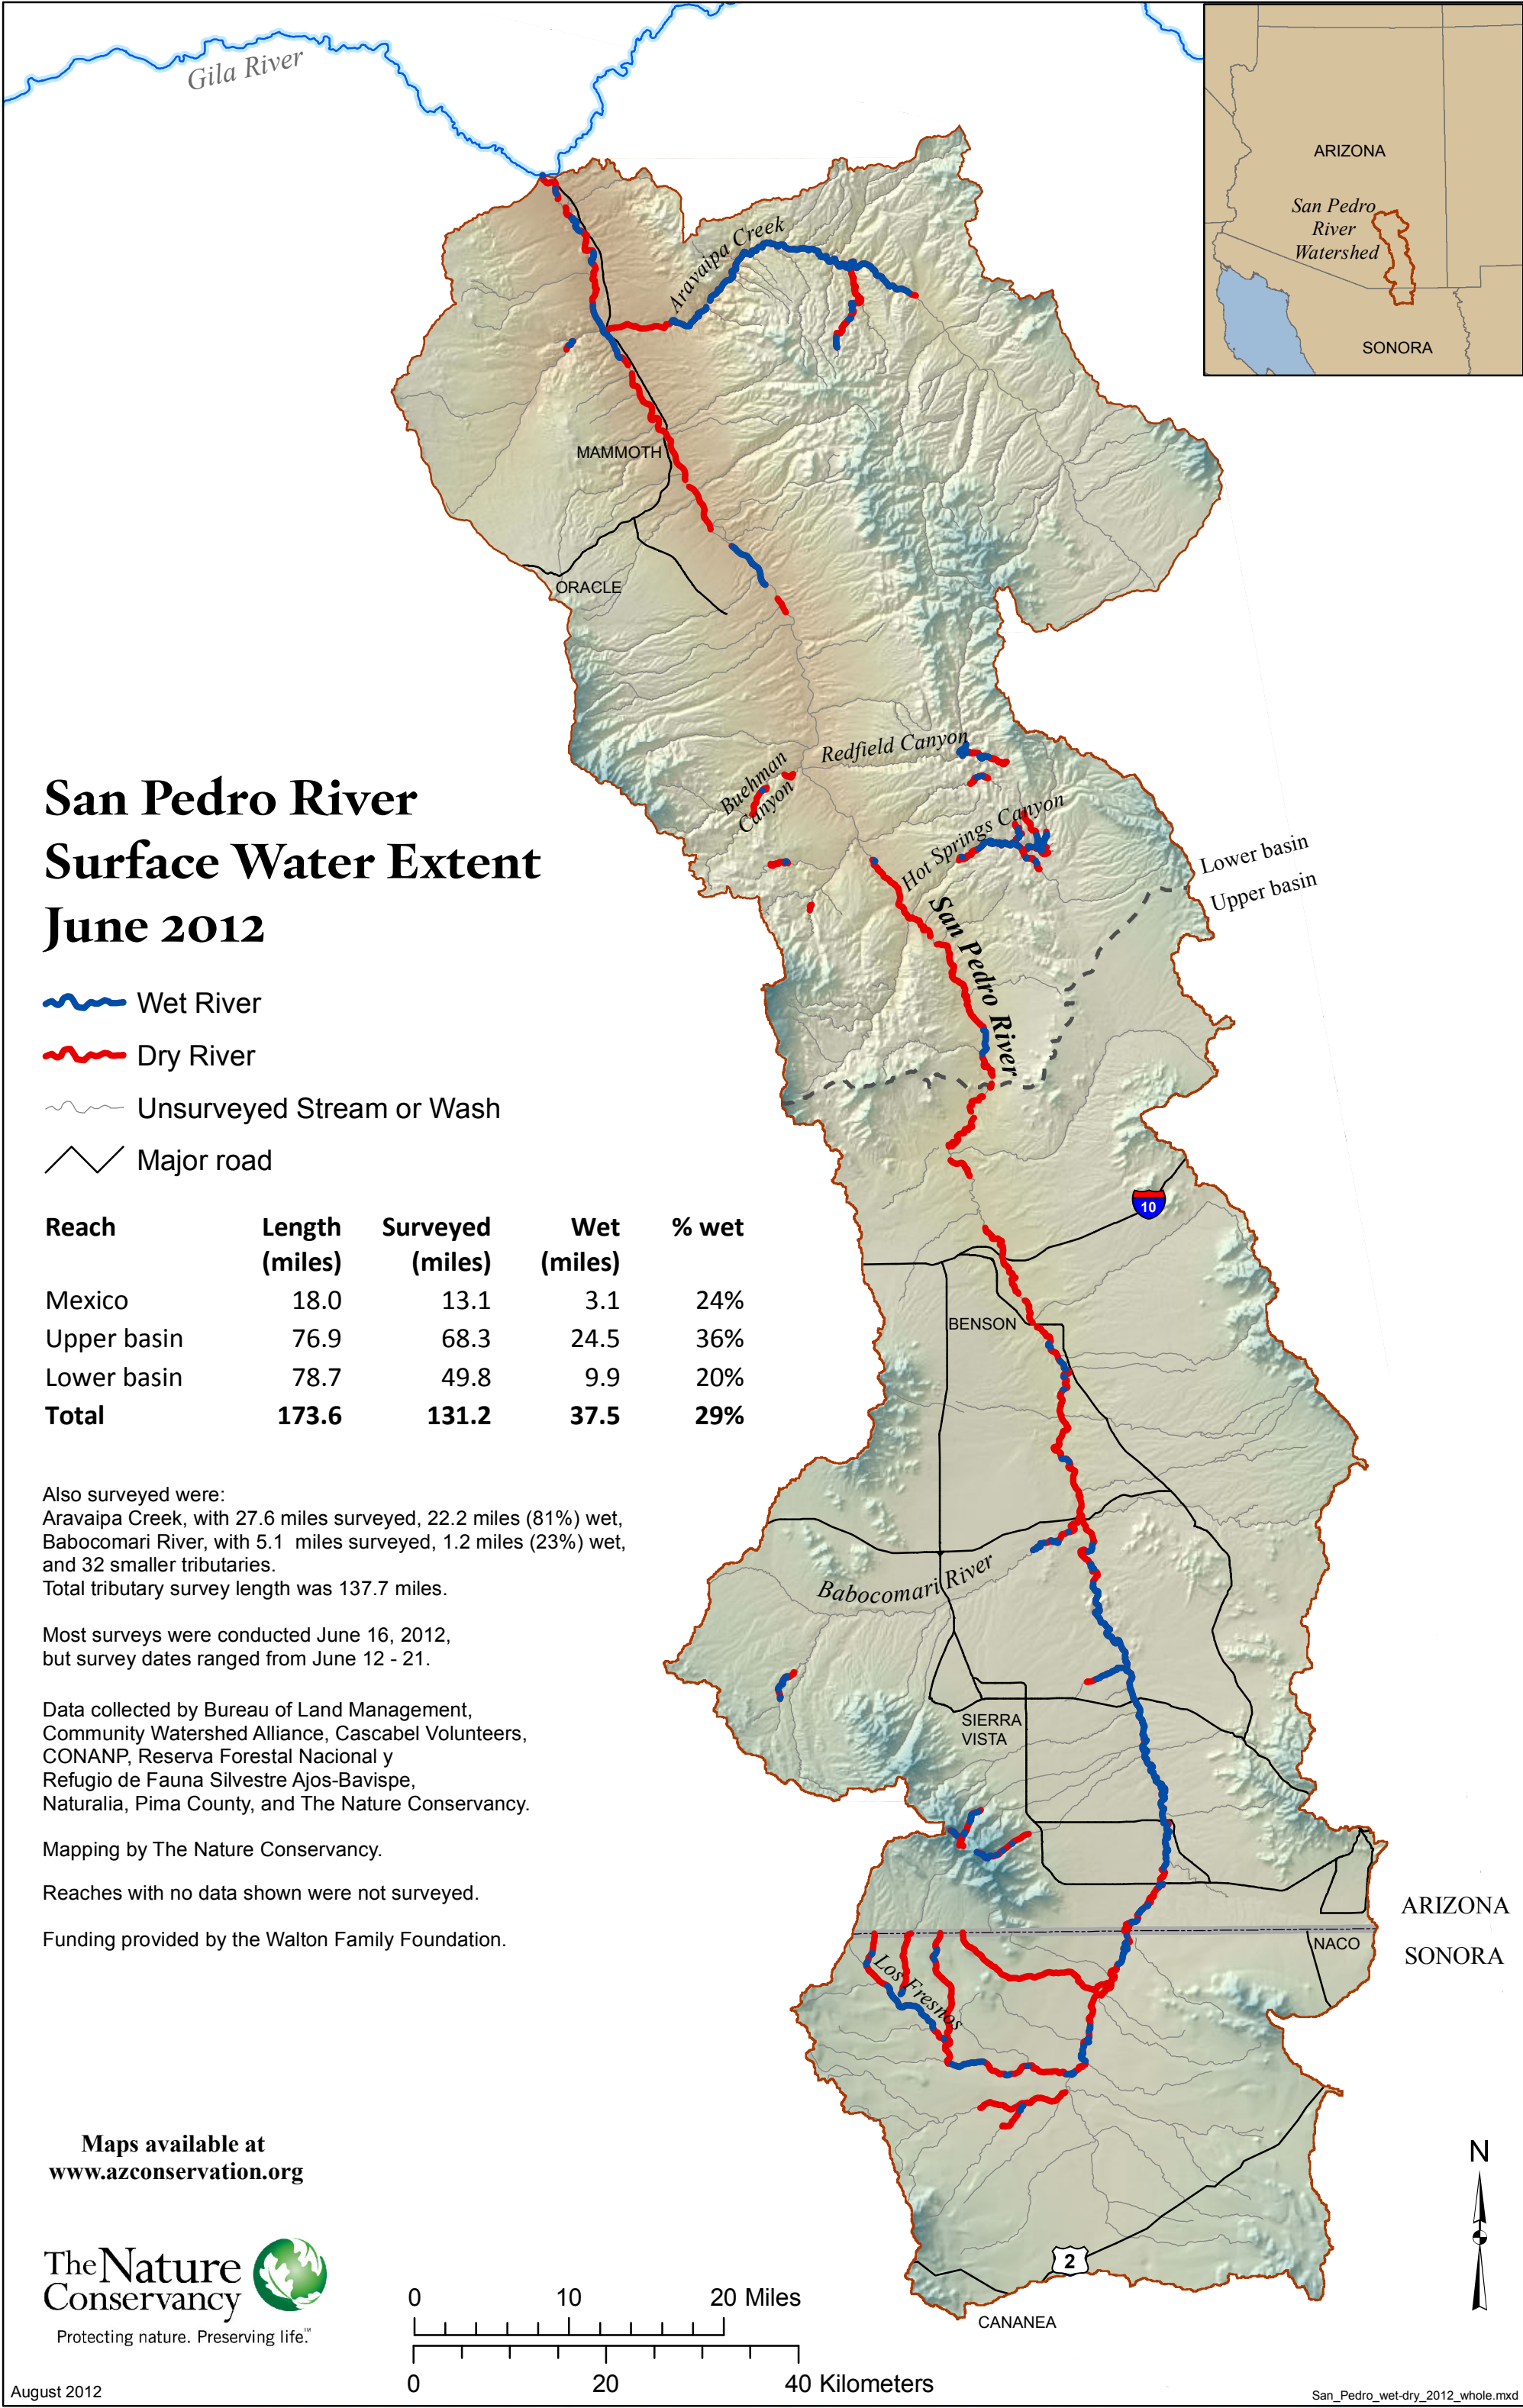 Gila River
ARIZONA
San Pedro
River
Watershed
SONORA
Aravaipa Creek
MAMMOTH
ORACLE
Redfield Canyon
Buehman
Canyon
Hot Springs Canyon
Lower basin
Upper basin
San Pedro River
San Pedro River
Surface Water Extent
June 2012
Wet River
Dry River
Unsurveyed Stream or Wash
Major road
10
Reach Length Surveyed Wet % wet
(miles) (miles) (miles)
Mexico 18.0 13.1 3.1 24%
Upper basin 76.9 68.3 24.5 36%
Lower basin 78.7 49.8 9.9 20%
Total 173.6 131.2 37.5 29%
BENSON
Also surveyed were:
Aravaipa Creek, with 27.6 miles surveyed, 22.2 miles (81%) wet,
Babocomari River, with 5.1 miles surveyed, 1.2 miles (23%) wet,
and 32 smaller tributaries.
Total tributary survey length was 137.7 miles.
Babocomari River
Most surveys were conducted June 16, 2012,
but survey dates ranged from June 12 - 21.
Data collected by Bureau of Land Management,
Community Watershed Alliance, Cascabel Volunteers,
CONANP, Reserva Forestal Nacional y
Refugio de Fauna Silvestre Ajos-Bavispe,
Naturalia, Pima County, and The Nature Conservancy.
SIERRA
VISTA
Mapping by The Nature Conservancy.
Reaches with no data shown were not surveyed.
Funding provided by the Walton Family Foundation.
ARIZONA
NACO
SONORA
Los Fresnos
Maps available at
www.azconservation.org
N
The Nature
Conservancy
Protecting nature. Preserving life.™
2
CANANEA
0 10 20 Miles
0 20 40 Kilometers
August 2012
San_Pedro_wet-dry_2012_whole.mxd